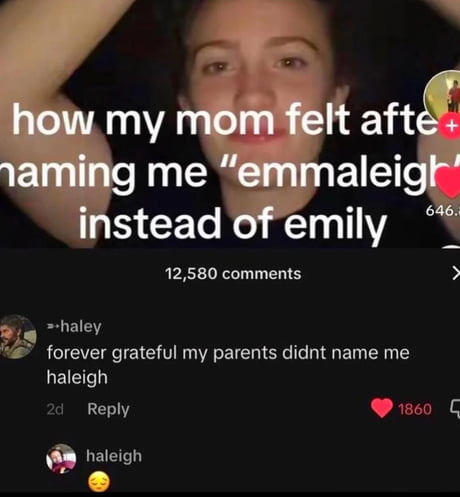 how my mom felt afte
naming me “emmaleigh”
instead of emily
646.
12,580 comments
➵haley
forever grateful my parents didnt name me
haleigh
2d Reply
1860
haleigh
😔